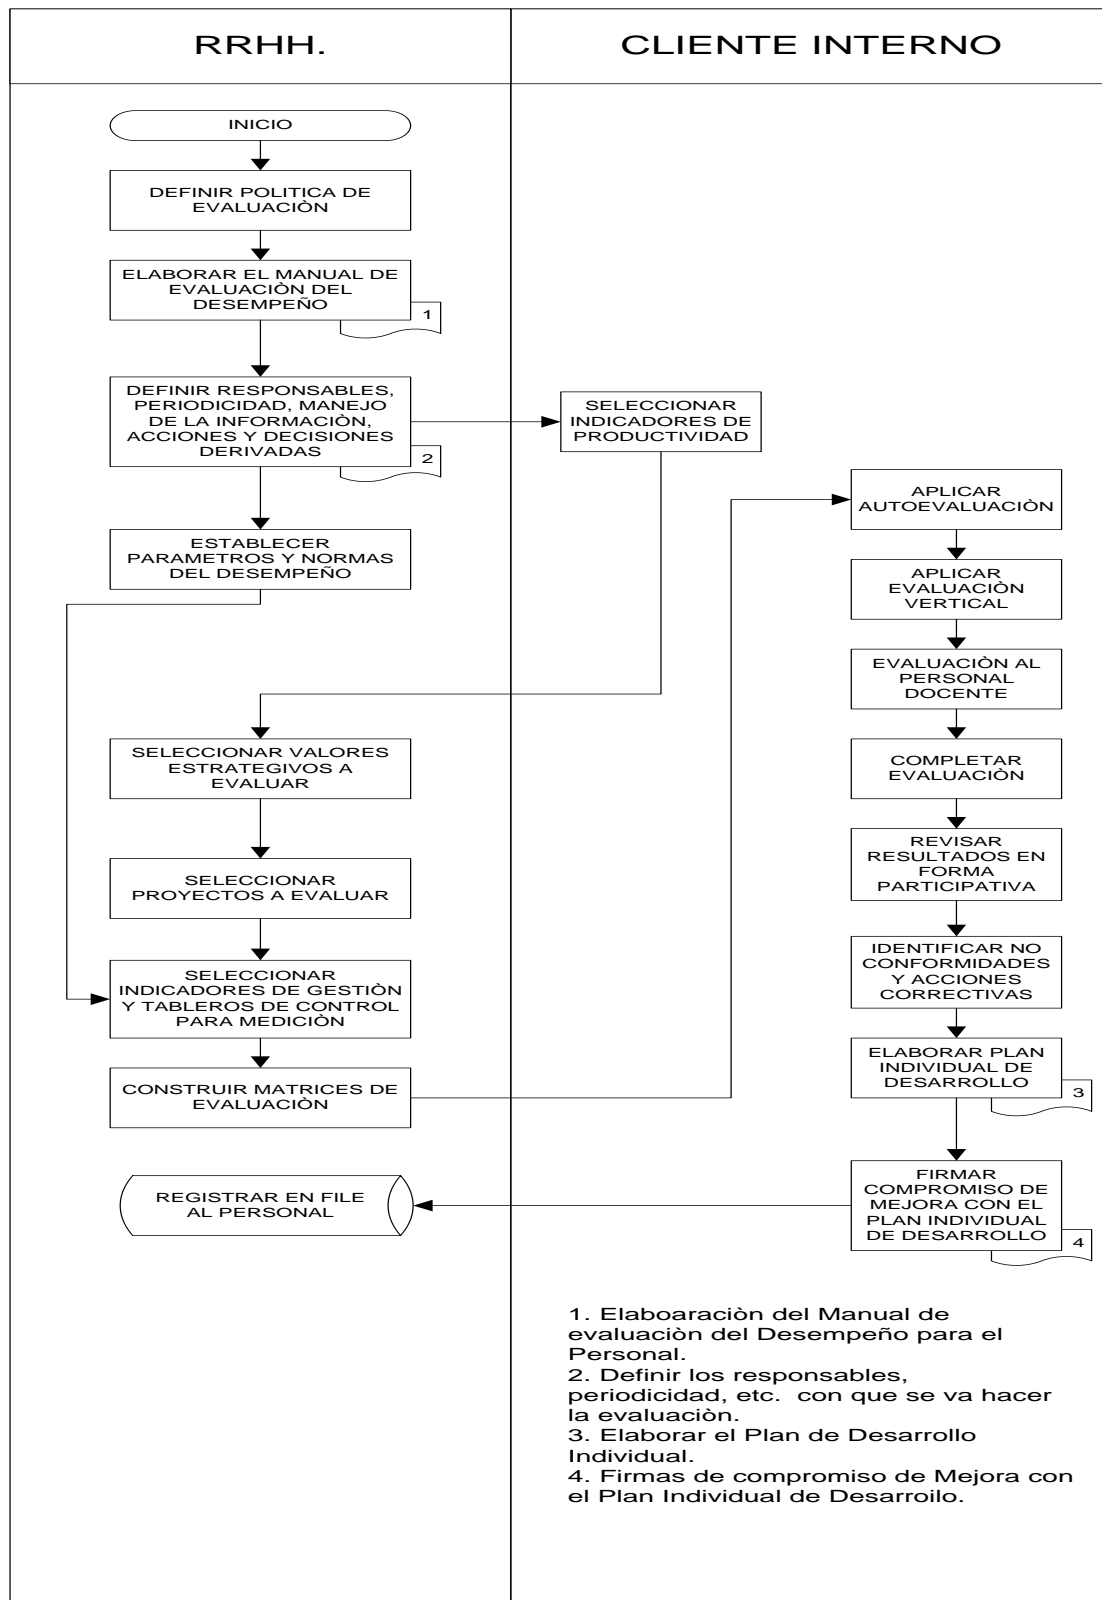 RRHH.
CLIENTE INTERNO
INICIO
DEFINIR POLITICA DE
EVALUACIÒN
ELABORAR EL MANUAL DE
EVALUACIÒN DEL
DESEMPEÑO
1
DEFINIR RESPONSABLES,
PERIODICIDAD, MANEJO
DE LA INFORMACIÒN,
ACCIONES Y DECISIONES
DERIVADAS
2
SELECCIONAR
INDICADORES DE
PRODUCTIVIDAD
ESTABLECER
PARAMETROS Y NORMAS
DEL DESEMPEÑO
SELECCIONAR VALORES
ESTRATEGIVOS A
EVALUAR
SELECCIONAR
PROYECTOS A EVALUAR
SELECCIONAR
INDICADORES DE GESTIÒN
Y TABLEROS DE CONTROL
PARA MEDICIÒN
CONSTRUIR MATRICES DE
EVALUACIÒN
APLICAR
AUTOEVALUACIÒN
APLICAR
EVALUACIÒN
VERTICAL
EVALUACIÒN AL
PERSONAL
DOCENTE
COMPLETAR
EVALUACIÒN
REVISAR
RESULTADOS EN
FORMA
PARTICIPATIVA
IDENTIFICAR NO
CONFORMIDADES
Y ACCIONES
CORRECTIVAS
ELABORAR PLAN
INDIVIDUAL DE
DESARROLLO
3
FIRMAR
COMPROMISO DE
MEJORA CON EL
PLAN INDIVIDUAL
DE DESARROLLO
4
REGISTRAR EN FILE
AL PERSONAL
1. Elaboaraciòn del Manual de
evaluaciòn del Desempeño para el
Personal.
2. Definir los responsables,
periodicidad, etc.  con que se va hacer
la evaluaciòn.
3. Elaborar el Plan de Desarrollo
Individual.
4. Firmas de compromiso de Mejora con
el Plan Individual de Desarroilo.